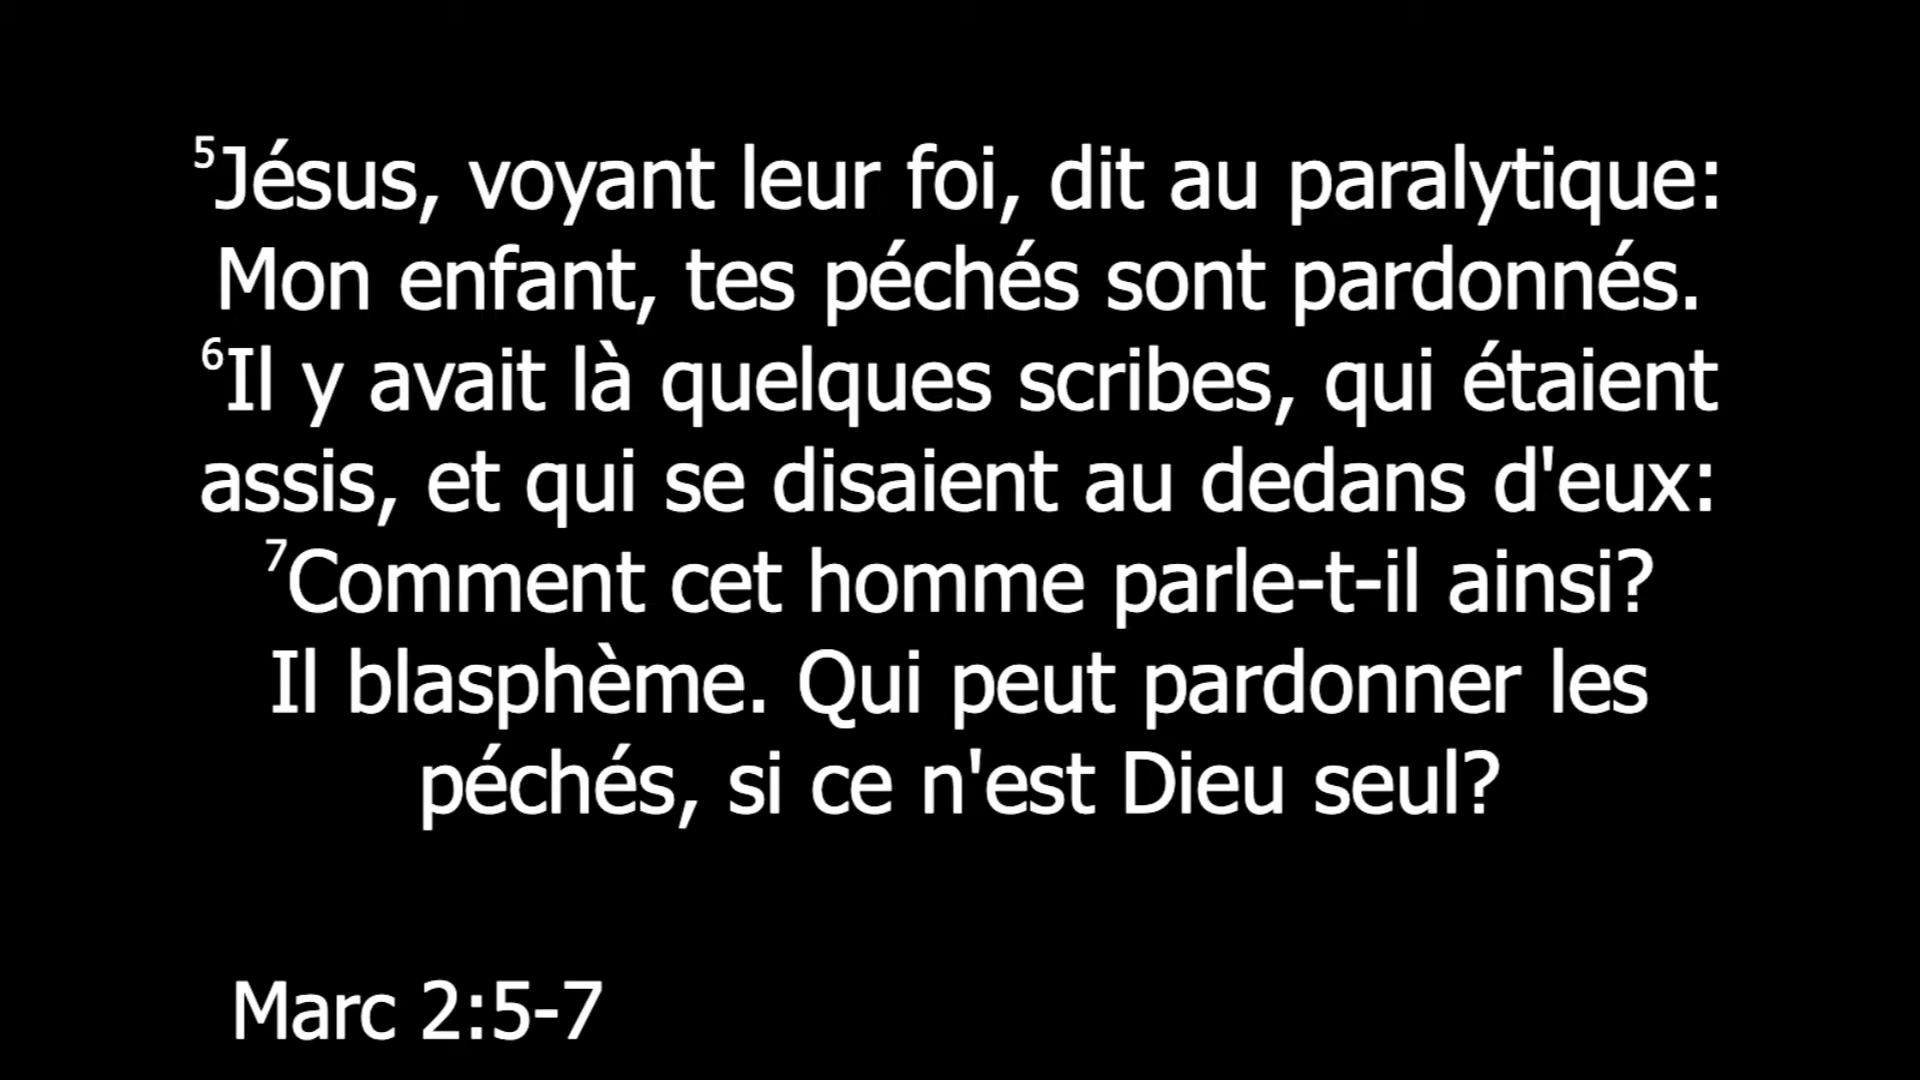 ⁵Jésus, voyant leur foi, dit au paralytique:
Mon enfant, tes péchés sont pardonnés.
⁶Il y avait là quelques scribes, qui étaient
assis, et qui se disaient au dedans d'eux:
⁷Comment cet homme parle-t-il ainsi?
Il blasphème. Qui peut pardonner les
péchés, si ce n'est Dieu seul?
Marc 2:5-7